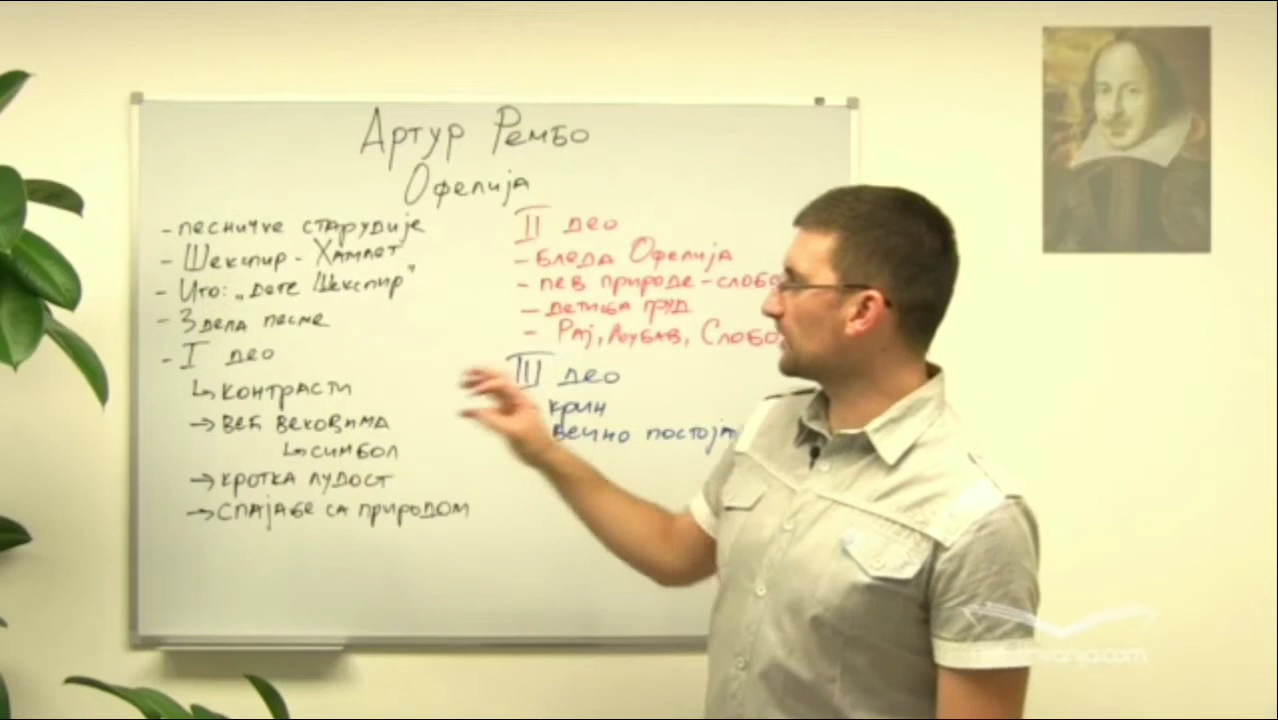 Артур Рембо
Офелија
- песничке старудије
- Шекспир - Хамлет
- Иго: „дете Шекспир"
- 3 дела песме
- I део
↳ контрасти
→ већ вековима
↳ симбол
→ кротка лудост
→ спајање са природом
II део
- бледа Офелија
- пев природе - слобо
- детиња груд
- Рај, Љубав, Слобо
III део
крин
вечно постоја